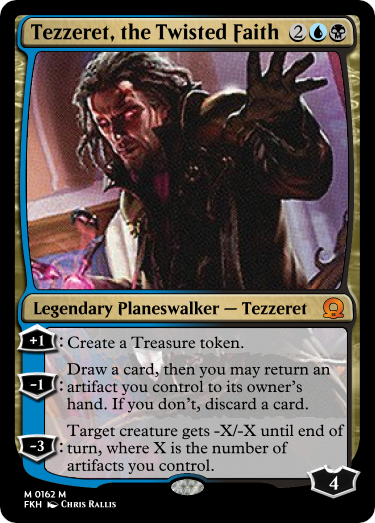 Tezzeret, the Twisted Faith 2
Legendary Planeswalker — Tezzeret
+1: Create a Treasure token.
Draw a card, then you may return an
-1: artifact you control to its owner's
hand. If you don't, discard a card.
Target creature gets -X/-X until end of
-3: turn, where X is the number of
artifacts you control.
4
M 0162 M
FKH Chris Rallis